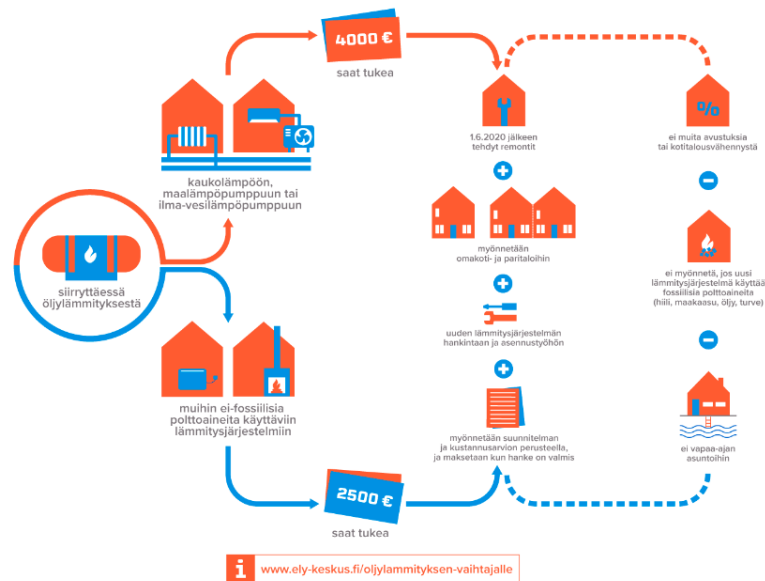 siirryttäessä
öljylämmityksestä
kaukolämpöön,
maalämpöpumppuun tai
ilma-vesilämpöpumppuun
4000 €
saat tukea
muihin ei-fossiilisia
polttoaineita käyttäviin
lämmitysjärjestelmiin
2500 €
saat tukea
1.6.2020 jälkeen
tehdyt remontit
+
myönnetään
omakoti- ja paritaloihin
+
uuden lämmitysjärjestelmän
hankintaan ja asennustyöhön
+
myönnetään suunnitelman
ja kustannusarvion perusteella,
ja maksetaan kun hanke on valmis
%
ei muita avustuksia
tai kotitalousvähennystä
-
ei myönnetä, jos uusi
lämmitysjärjestelmä käyttää
fossiilisia polttoaineita
(hiili, maakaasu, öljy, turve)
-
ei vapaa-ajan
asuntoihin
i www.ely-keskus.fi/oljylammityksen-vaihtajalle